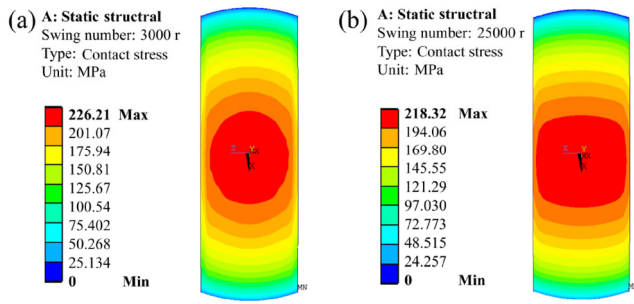 (a) A: Static structral
Swing number: 3000 r
Type: Contact stress
Unit: MPa
226.21 Max
201.07
175.94
150.81
125.67
100.54
75.402
50.268
25.134
0 Min
MN
(b) A: Static structral
Swing number: 25000 r
Type: Contact stress
Unit: MPa
218.32 Max
194.06
169.80
145.55
121.29
97.030
72.773
48.515
24.257
0 Min
M